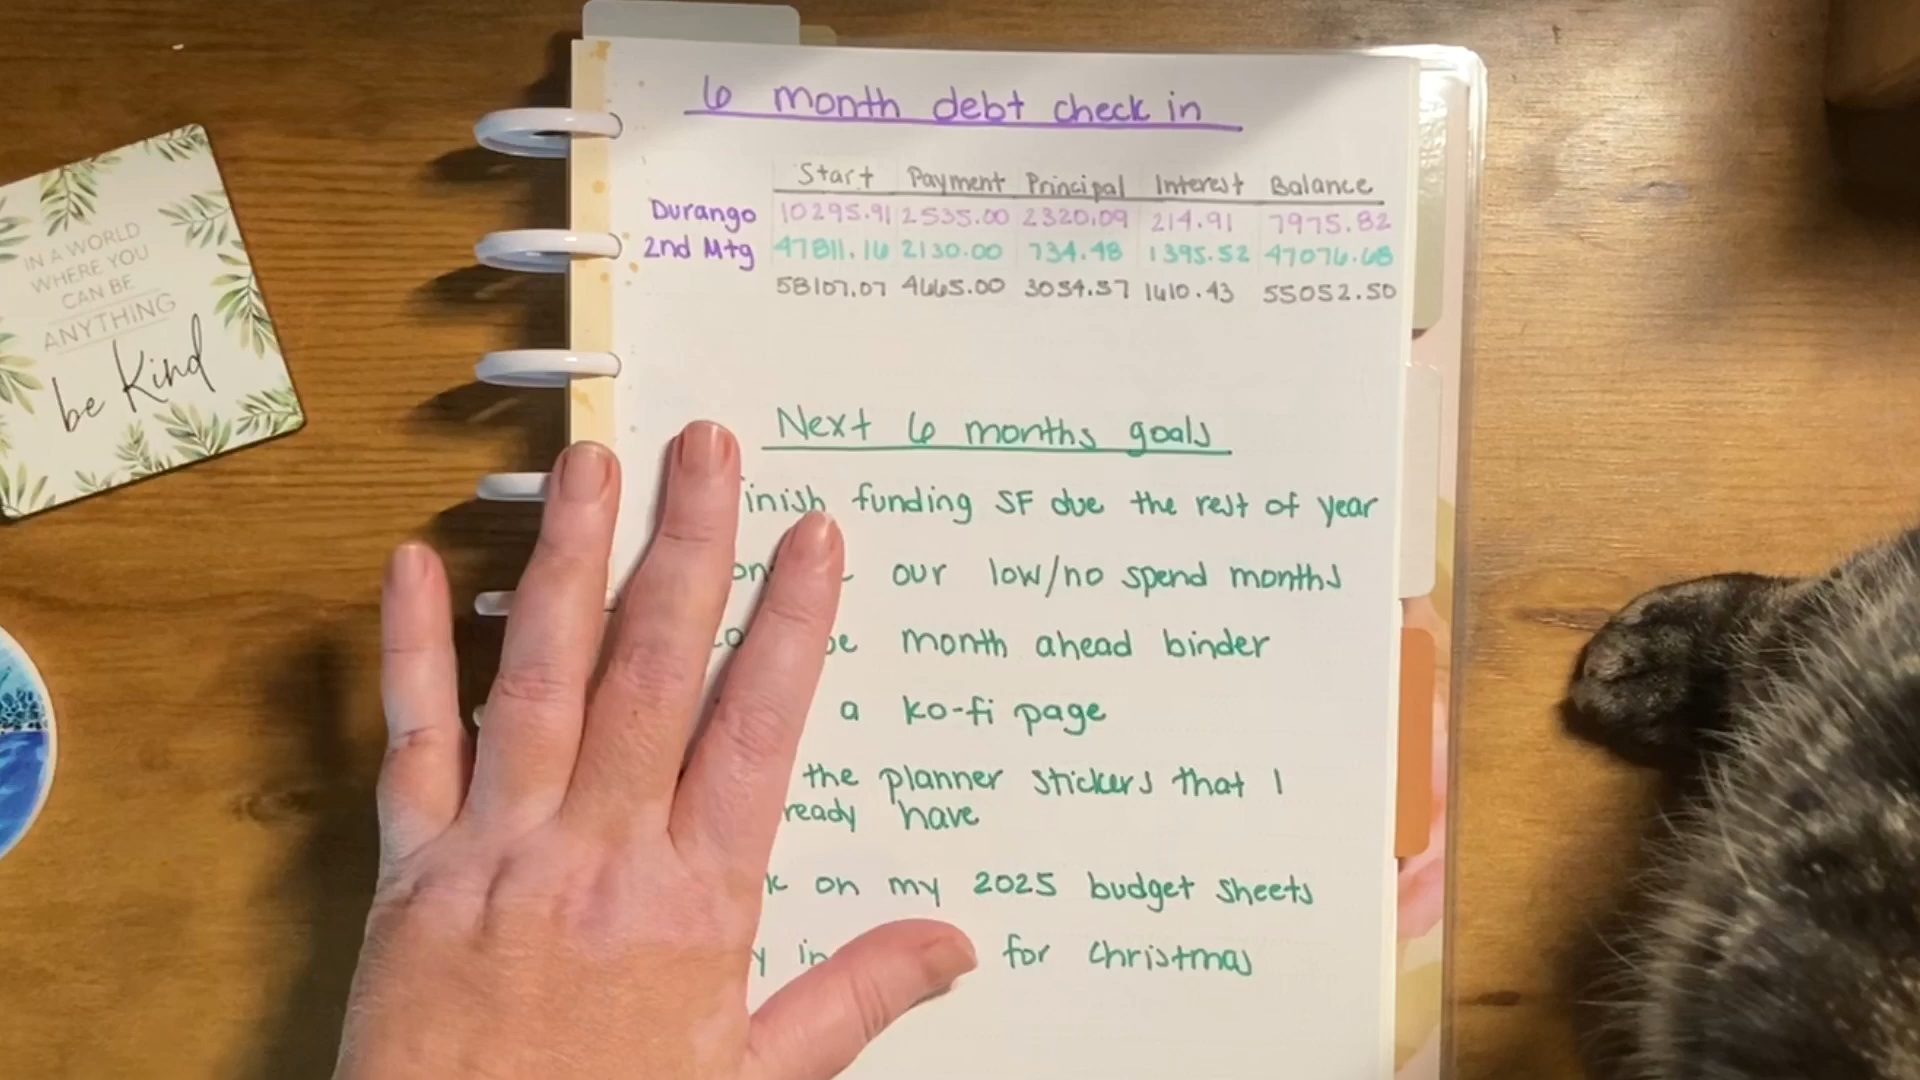 6 month debt check in
Start Payment Principal Interest Balance
Durango 10295.91 2535.00 2320.09 214.91 7975.82
2nd Mtg 47811.16 2130.00 734.48 1395.52 47076.68
58107.07 4665.00 3054.57 1610.43 55052.50
Next 6 months goals
inish funding SF due the rest of year
our low/no spend months
month ahead binder
a ko-fi page
the planner stickers that I
ready have
on my 2025 budget sheets
for christmas
IN A WORLD
WHERE YOU
CAN BE
ANYTHING
be Kind